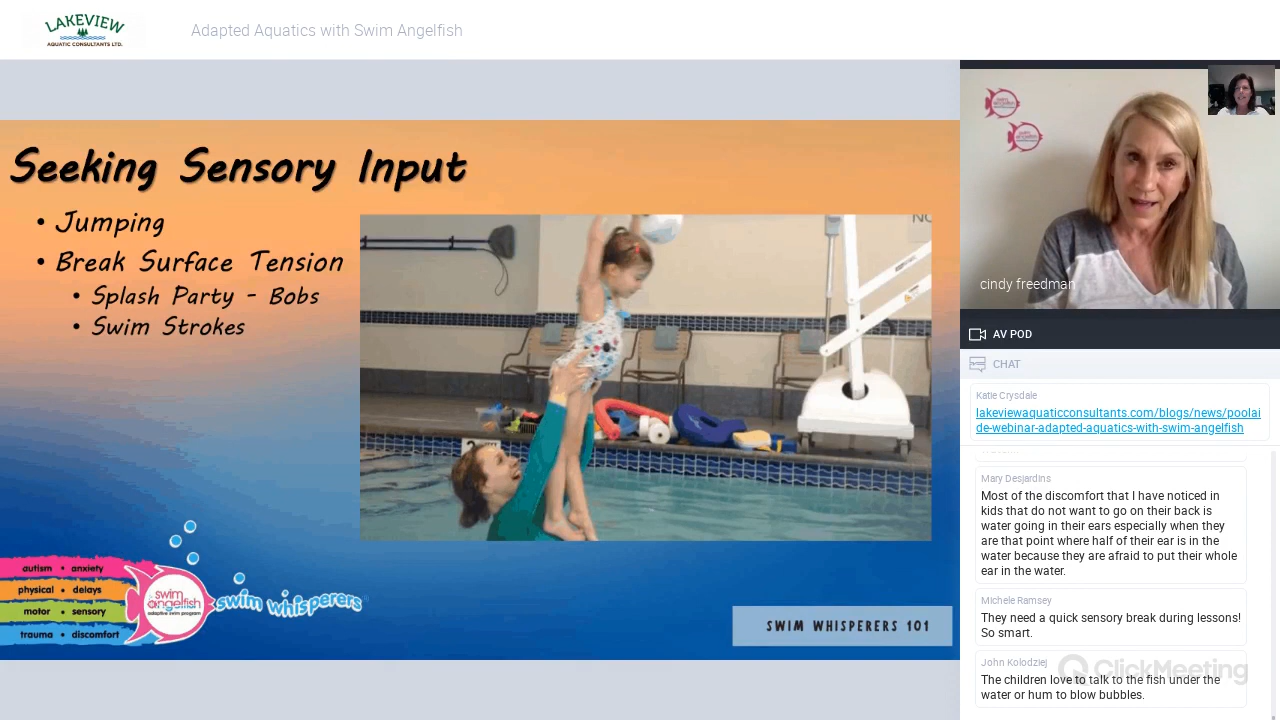 LAKEVIEW
AQUATIC CONSULTANTS LTD.
Adapted Aquatics with Swim Angelfish
Seeking Sensory Input
• Jumping
• Break Surface Tension
• Splash Party - Bobs
• Swim Strokes
NO
autism • anxiety
physical • delays
motor • sensory
trauma • discomfort
swim
angelfish
adaptive swim program
swim whisperers
SWIM WHISPERERS 101
cindy freedman
AV POD
CHAT
Katie Crysdale
lakeviewaquaticconsultants.com/blogs/news/poolai
de-webinar-adapted-aquatics-with-swim-angelfish
Mary Desjardins
Most of the discomfort that I have noticed in
kids that do not want to go on their back is
water going in their ears especially when they
are that point where half of their ear is in the
water because they are afraid to put their whole
ear in the water.
Michele Ramsey
They need a quick sensory break during lessons!
So smart.
John Kolodziej
The children love to talk to the fish under the
water or hum to blow bubbles.
ClickMeeting